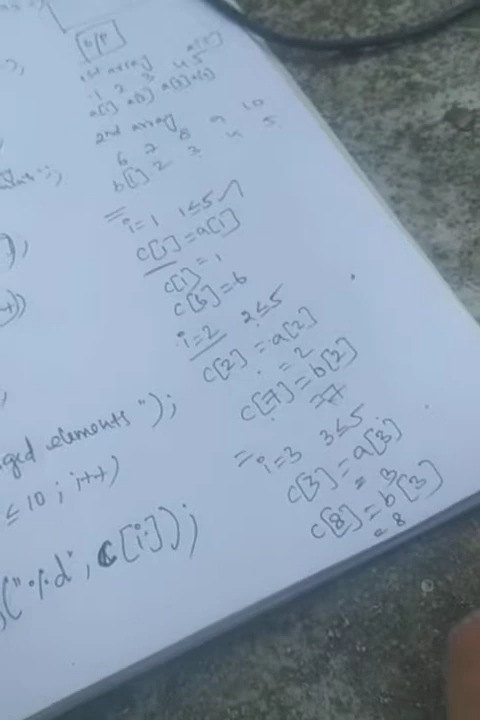 O/P
1st array
1 2 3 4 5
a[1] a[2] a[3] a[4] a[5]
2nd array
6 7 8 9 10
b[1] 2 3 4 5
i=1 1≤5
c[1]=a[1]
c[1]=1
c[6]=6
i=2 2≤5
c[2]=a[2]
=2
c[7]=b[2]
=7
i=3 3≤5
c[3]=a[3]
=3
c[8]=b[3]
=8
ged elements");
≤10; i++)
("%d", c[i]);